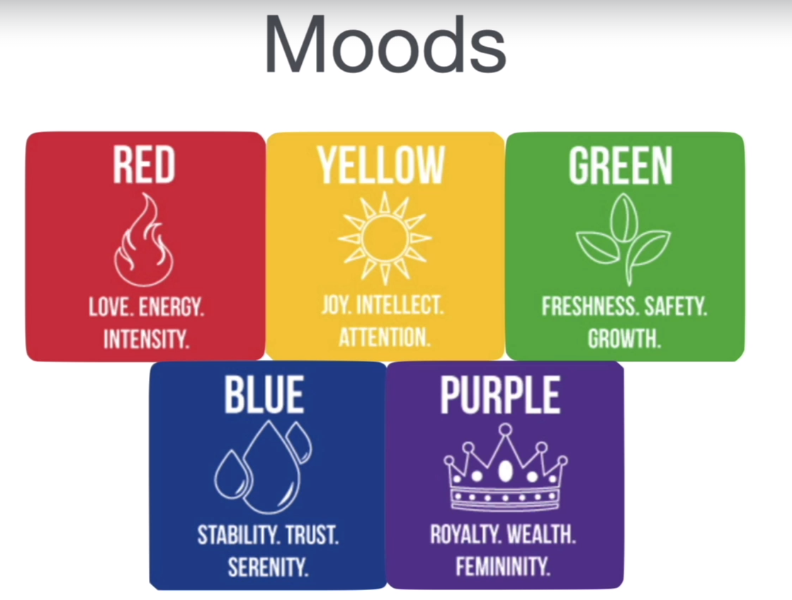 Moods
RED
LOVE. ENERGY.
INTENSITY.
YELLOW
JOY. INTELLECT.
ATTENTION.
GREEN
FRESHNESS. SAFETY.
GROWTH.
BLUE
STABILITY. TRUST.
SERENITY.
PURPLE
ROYALTY. WEALTH.
FEMININITY.